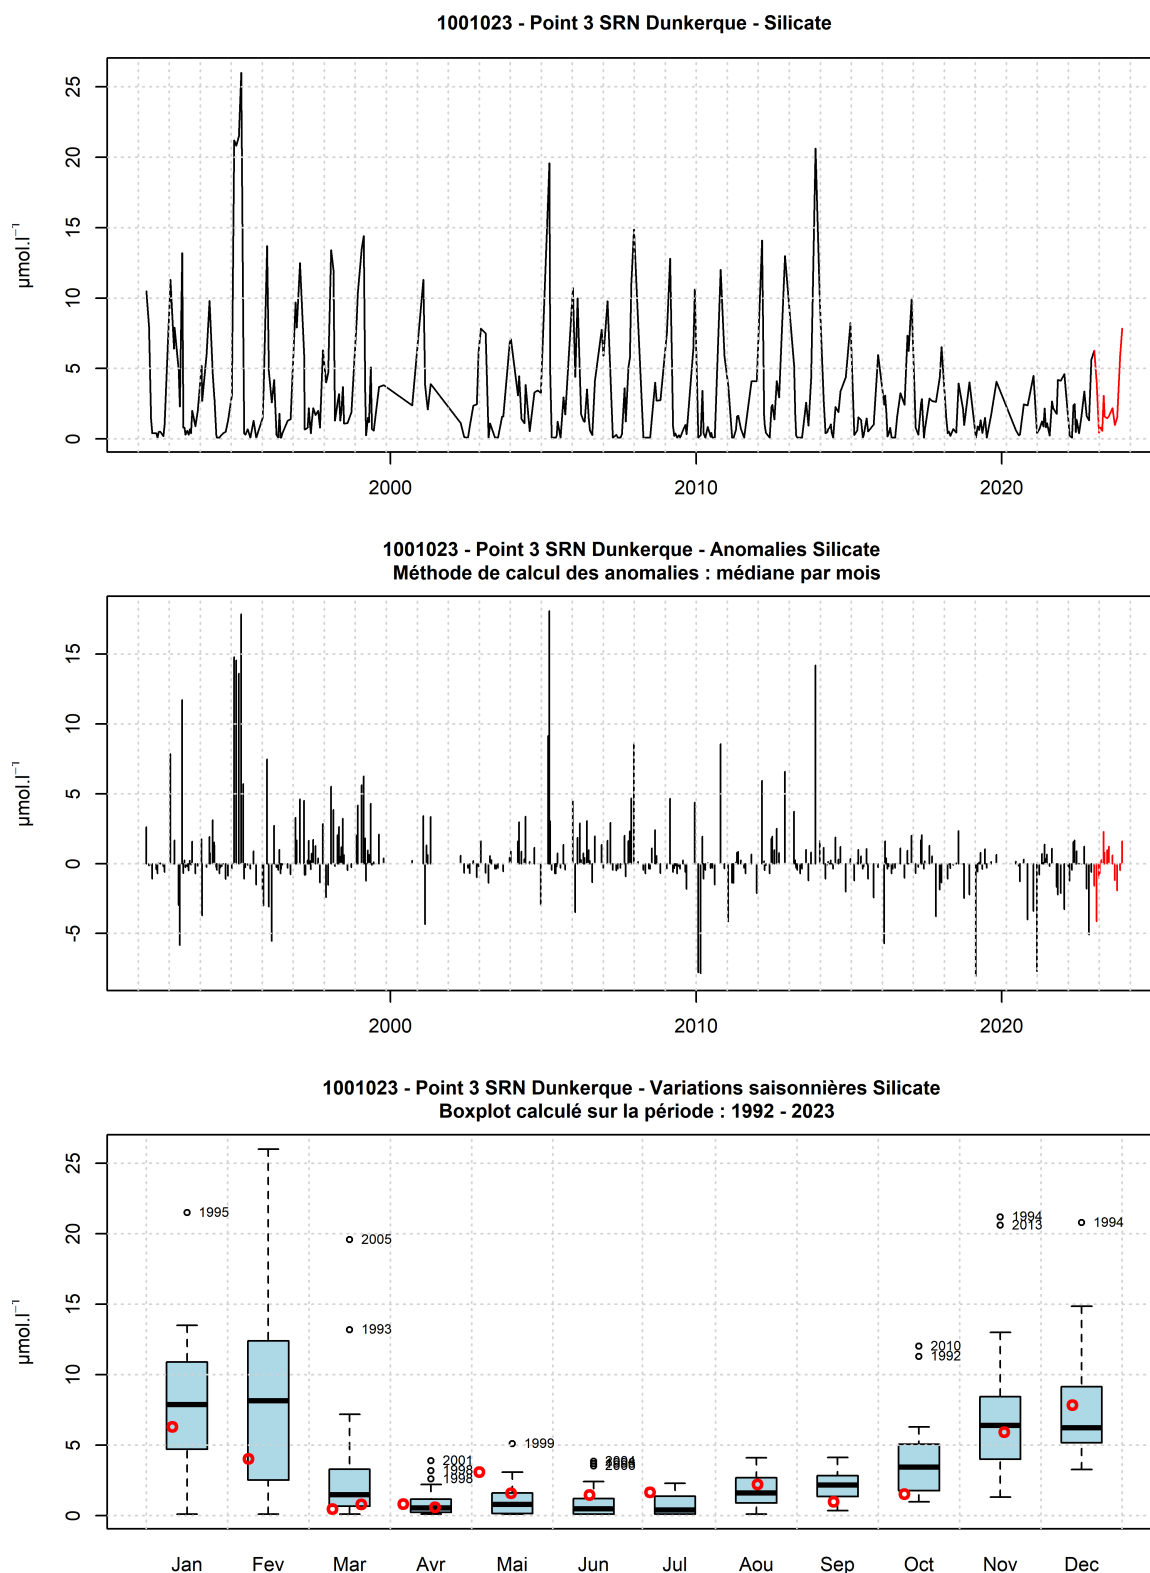 1001023 - Point 3 SRN Dunkerque - Silicate
25
20
15
10
5
0
µmol.l⁻¹
2000
2010
2020
1001023 - Point 3 SRN Dunkerque - Anomalies Silicate
Méthode de calcul des anomalies : médiane par mois
15
10
5
0
-5
µmol.l⁻¹
2000
2010
2020
1001023 - Point 3 SRN Dunkerque - Variations saisonnières Silicate
Boxplot calculé sur la période : 1992 - 2023
25
20
15
10
5
0
µmol.l⁻¹
1995
2005
1993
2001
1998
1998
1999
2004
2010
1992
1994
2013
1994
Jan
Fev
Mar
Avr
Mai
Jun
Jul
Aou
Sep
Oct
Nov
Dec